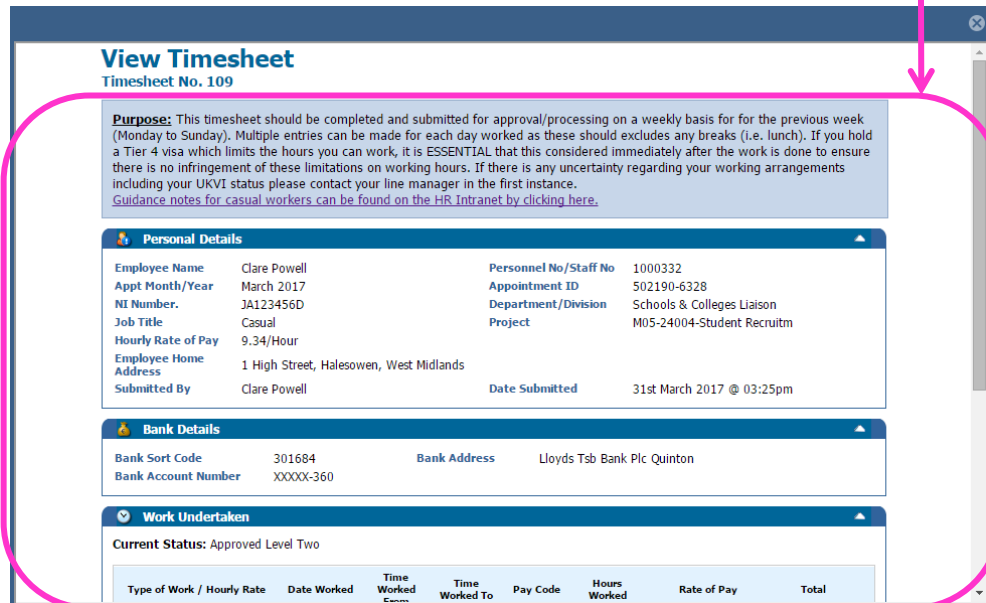 View Timesheet
Timesheet No. 109
Purpose: This timesheet should be completed and submitted for approval/processing on a weekly basis for for the previous week
(Monday to Sunday). Multiple entries can be made for each day worked as these should excludes any breaks (i.e. lunch). If you hold
a Tier 4 visa which limits the hours you can work, it is ESSENTIAL that this considered immediately after the work is done to ensure
there is no infringement of these limitations on working hours. If there is any uncertainty regarding your working arrangements
including your UKVI status please contact your line manager in the first instance.
Guidance notes for casual workers can be found on the HR Intranet by clicking here.
Personal Details
Employee Name Clare Powell Personnel No/Staff No 1000332
Appt Month/Year March 2017 Appointment ID 502190-6328
NI Number. JA123456D Department/Division Schools & Colleges Liaison
Job Title Casual Project M05-24004-Student Recruitm
Hourly Rate of Pay 9.34/Hour
Employee Home
Address 1 High Street, Halesowen, West Midlands
Submitted By Clare Powell Date Submitted 31st March 2017 @ 03:25pm
Bank Details
Bank Sort Code 301684 Bank Address Lloyds Tsb Bank Plc Quinton
Bank Account Number XXXXX-360
Work Undertaken
Current Status: Approved Level Two
Type of Work / Hourly Rate Date Worked Time Worked From Time Worked To Pay Code Hours Worked Rate of Pay Total